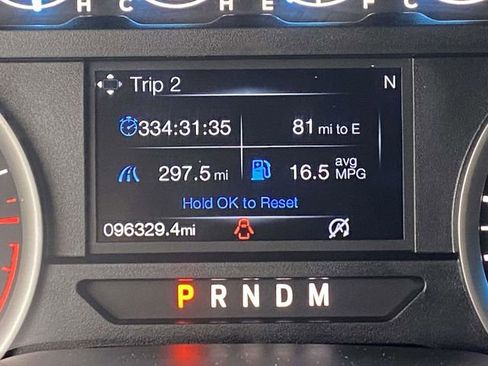 H C H E F C
Trip 2 N
334:31:35 81 mi to E
297.5 mi 16.5 avg MPG
Hold OK to Reset
096329.4mi
P R N D M